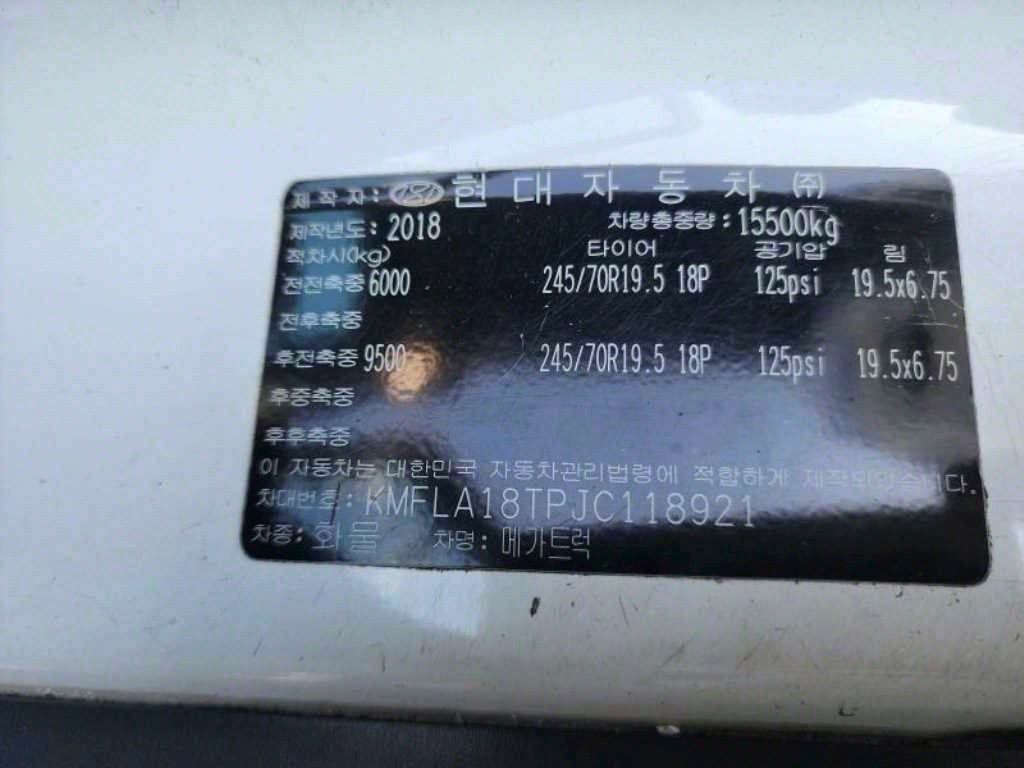 제작자: 현대자동차 ㈜
제작년도: 2018 차량총중량: 15500kg
적차시(kg) 타이어 공기압 림
전전축중 6000 245/70R19.5 18P 125psi 19.5x6.75
전후축중
후전축중 9500 245/70R19.5 18P 125psi 19.5x6.75
후중축중
후후축중
이 자동차는 대한민국 자동차관리법령에 적합하게 제작되었습니다.
차대번호: KMFLA18TPJC118921
차종: 화물 차명: 메가트럭